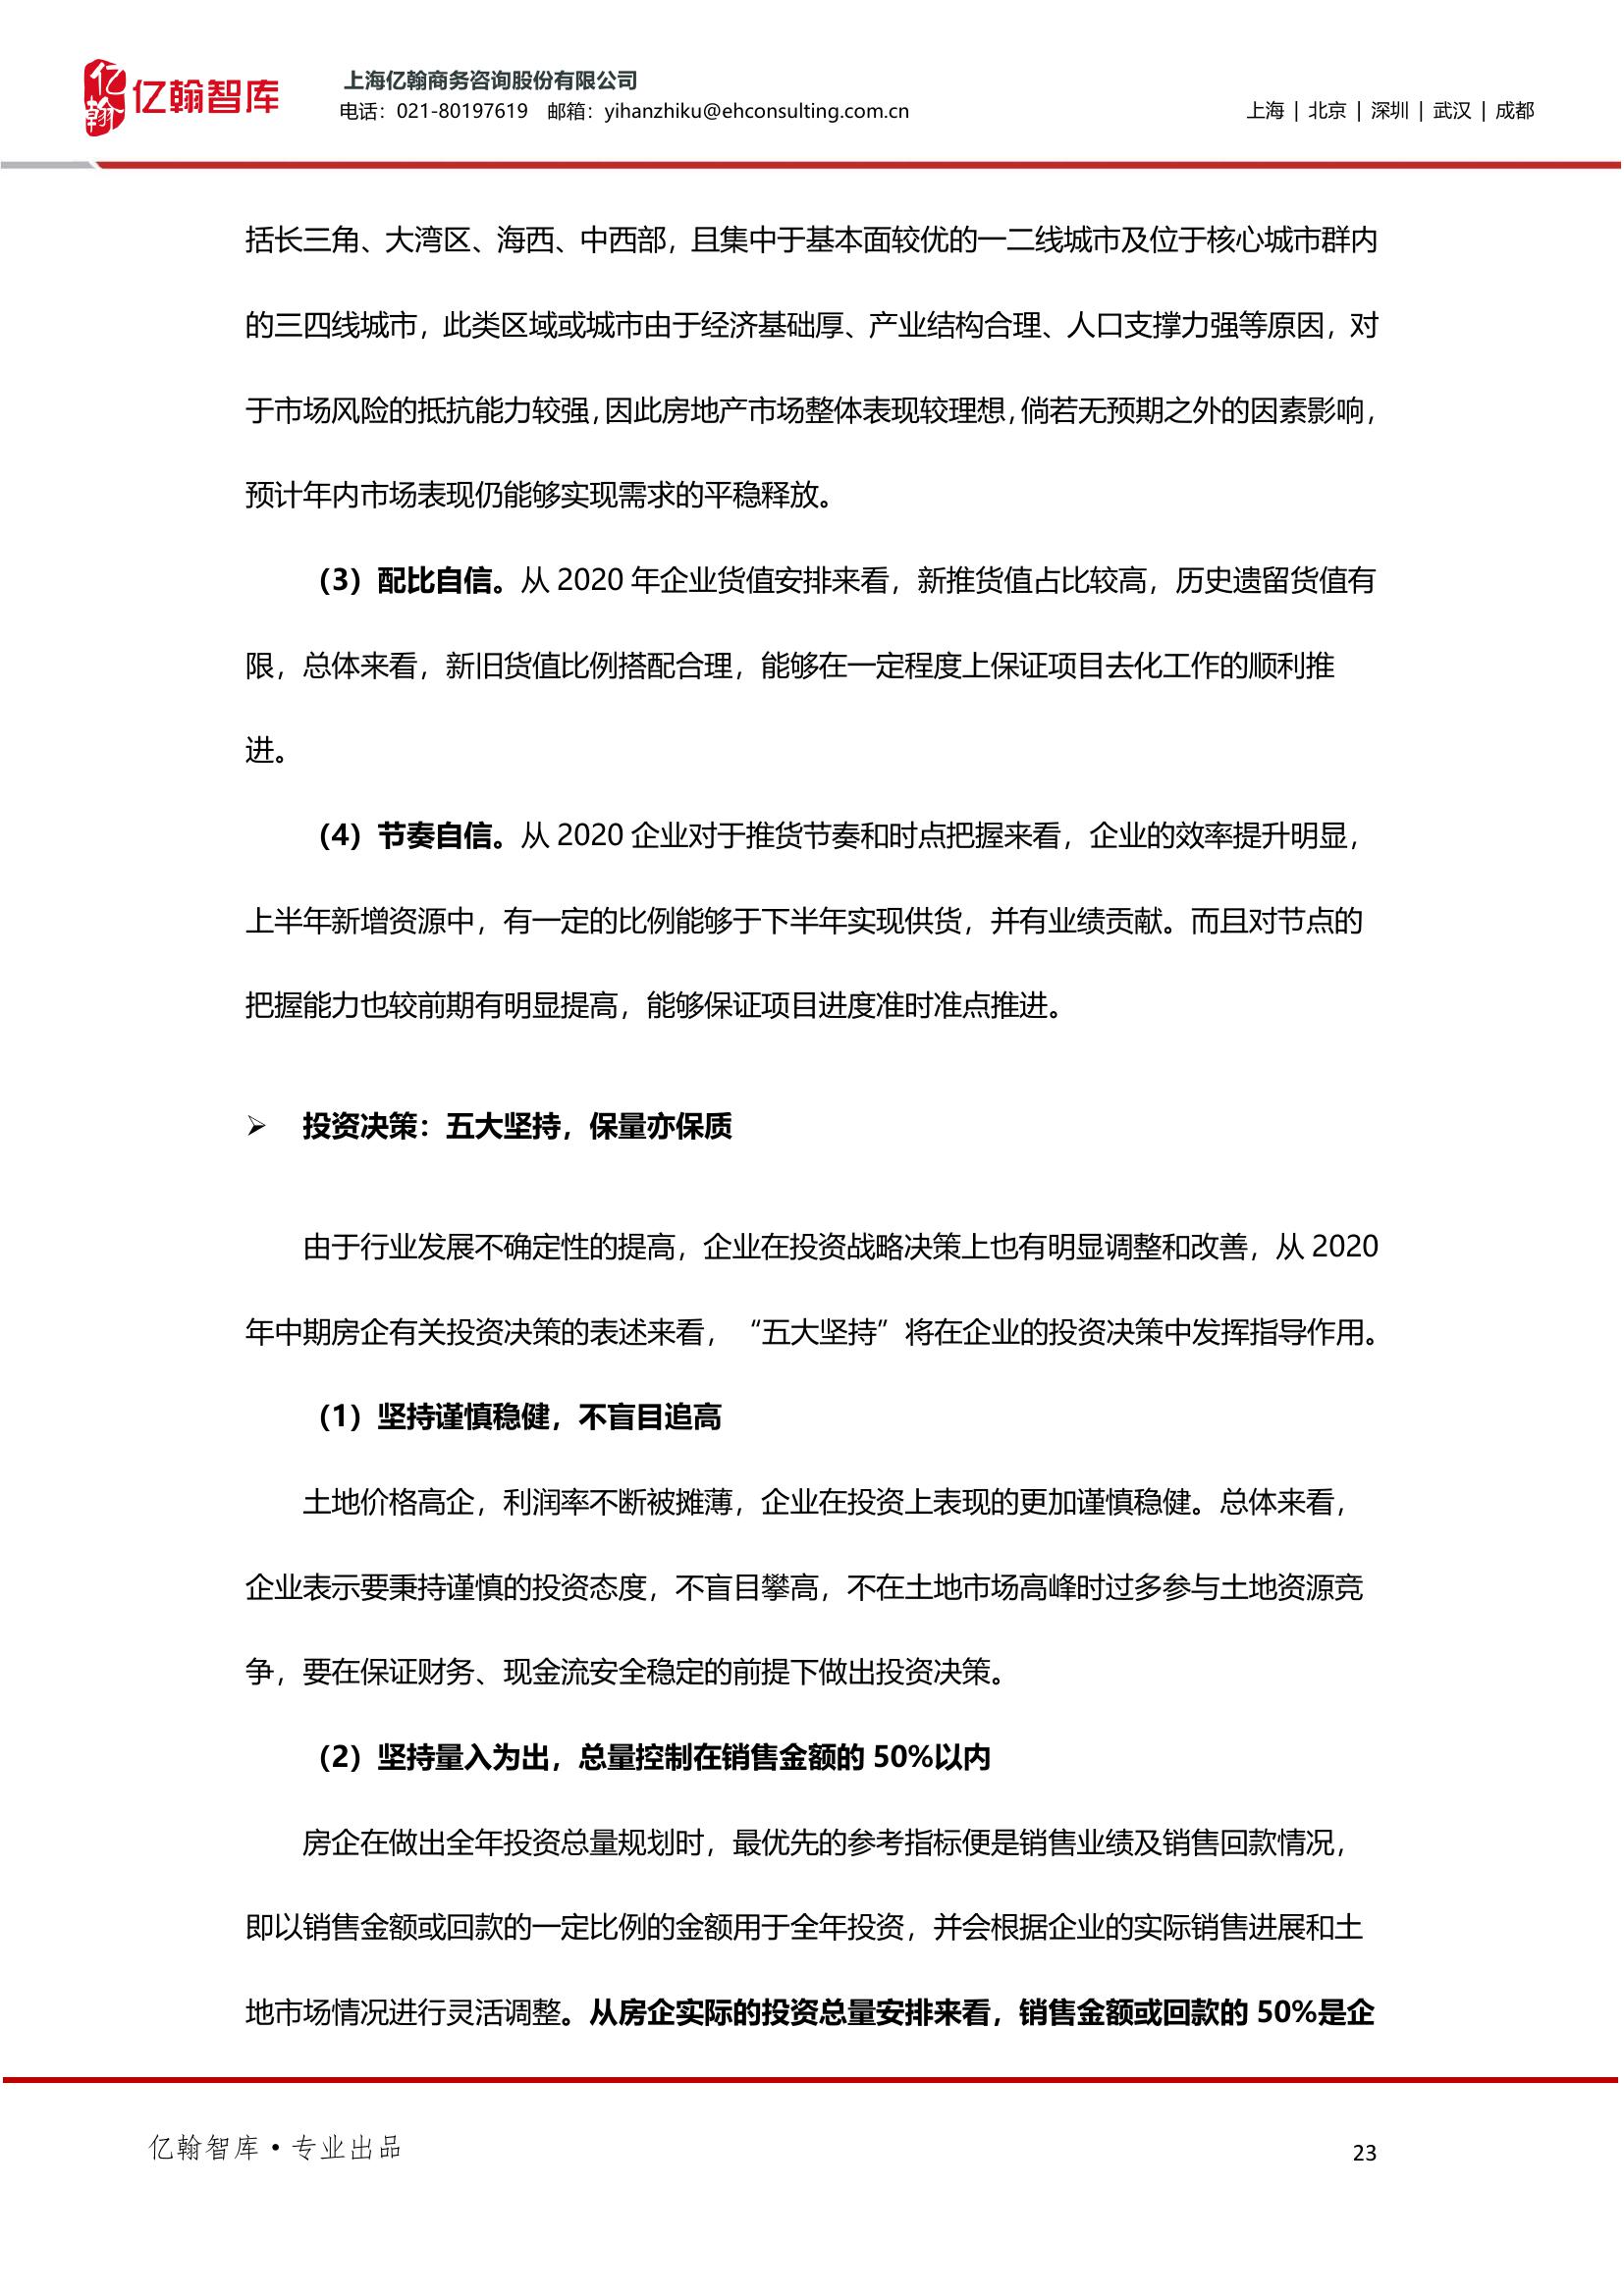 亿翰
亿翰智库
上海亿翰商务咨询股份有限公司
电话：021-80197619 邮箱：yihanzhiku@ehconsulting.com.cn
上海 | 北京 | 深圳 | 武汉 | 成都
括长三角、大湾区、海西、中西部，且集中于基本面较优的一二线城市及位于核心城市群内
的三四线城市，此类区域或城市由于经济基础厚、产业结构合理、人口支撑力强等原因，对
于市场风险的抵抗能力较强，因此房地产市场整体表现较理想，倘若无预期之外的因素影响，
预计年内市场表现仍能够实现需求的平稳释放。
（3）配比自信。从 2020 年企业货值安排来看，新推货值占比较高，历史遗留货值有
限，总体来看，新旧货值比例搭配合理，能够在一定程度上保证项目去化工作的顺利推
进。
（4）节奏自信。从 2020 企业对于推货节奏和时点把握来看，企业的效率提升明显，
上半年新增资源中，有一定的比例能够于下半年实现供货，并有业绩贡献。而且对节点的
把握能力也较前期有明显提高，能够保证项目进度准时准点推进。
➢ 投资决策：五大坚持，保量亦保质
由于行业发展不确定性的提高，企业在投资战略决策上也有明显调整和改善，从 2020
年中期房企有关投资决策的表述来看，“五大坚持”将在企业的投资决策中发挥指导作用。
（1）坚持谨慎稳健，不盲目追高
土地价格高企，利润率不断被摊薄，企业在投资上表现的更加谨慎稳健。总体来看，
企业表示要秉持谨慎的投资态度，不盲目攀高，不在土地市场高峰时过多参与土地资源竞
争，要在保证财务、现金流安全稳定的前提下做出投资决策。
（2）坚持量入为出，总量控制在销售金额的 50%以内
房企在做出全年投资总量规划时，最优先的参考指标便是销售业绩及销售回款情况，
即以销售金额或回款的一定比例的金额用于全年投资，并会根据企业的实际销售进展和土
地市场情况进行灵活调整。从房企实际的投资总量安排来看，销售金额或回款的 50%是企
亿翰智库•专业出品
23